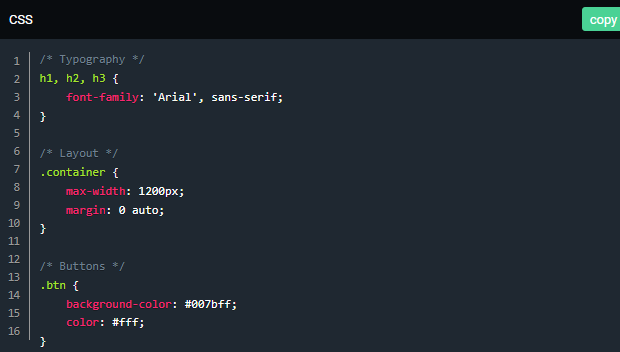 CSS
copy
1 /* Typography */
2 h1, h2, h3 {
3 font-family: 'Arial', sans-serif;
4 }
5
6 /* Layout */
7 .container {
8 max-width: 1200px;
9 margin: 0 auto;
10 }
11
12 /* Buttons */
13 .btn {
14 background-color: #007bff;
15 color: #fff;
16 }